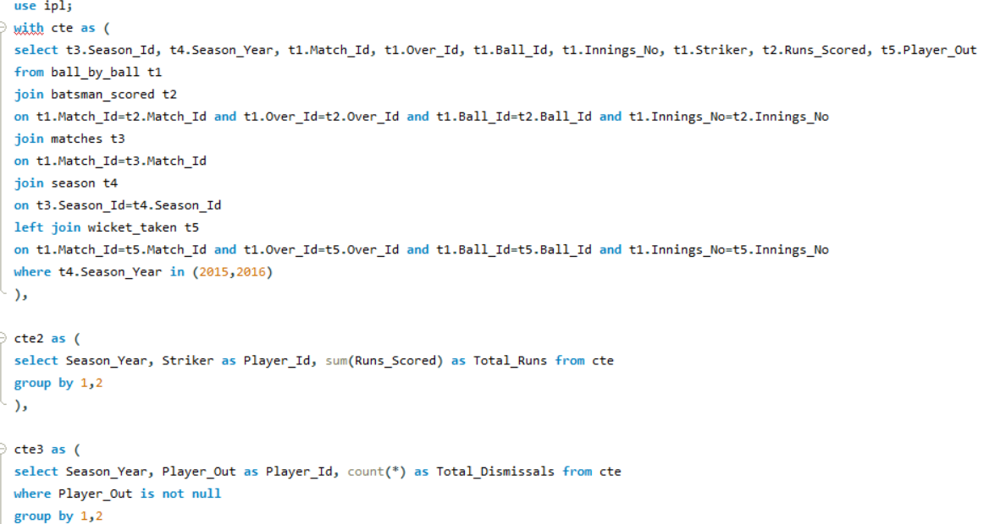 use ipl;
with cte as (
select t3.Season_Id, t4.Season_Year, t1.Match_Id, t1.Over_Id, t1.Ball_Id, t1.Innings_No, t1.Striker, t2.Runs_Scored, t5.Player_Out
from ball_by_ball t1
join batsman_scored t2
on t1.Match_Id=t2.Match_Id and t1.Over_Id=t2.Over_Id and t1.Ball_Id=t2.Ball_Id and t1.Innings_No=t2.Innings_No
join matches t3
on t1.Match_Id=t3.Match_Id
join season t4
on t3.Season_Id=t4.Season_Id
left join wicket_taken t5
on t1.Match_Id=t5.Match_Id and t1.Over_Id=t5.Over_Id and t1.Ball_Id=t5.Ball_Id and t1.Innings_No=t5.Innings_No
where t4.Season_Year in (2015,2016)
),
cte2 as (
select Season_Year, Striker as Player_Id, sum(Runs_Scored) as Total_Runs from cte
group by 1,2
),
cte3 as (
select Season_Year, Player_Out as Player_Id, count(*) as Total_Dismissals from cte
where Player_Out is not null
group by 1,2